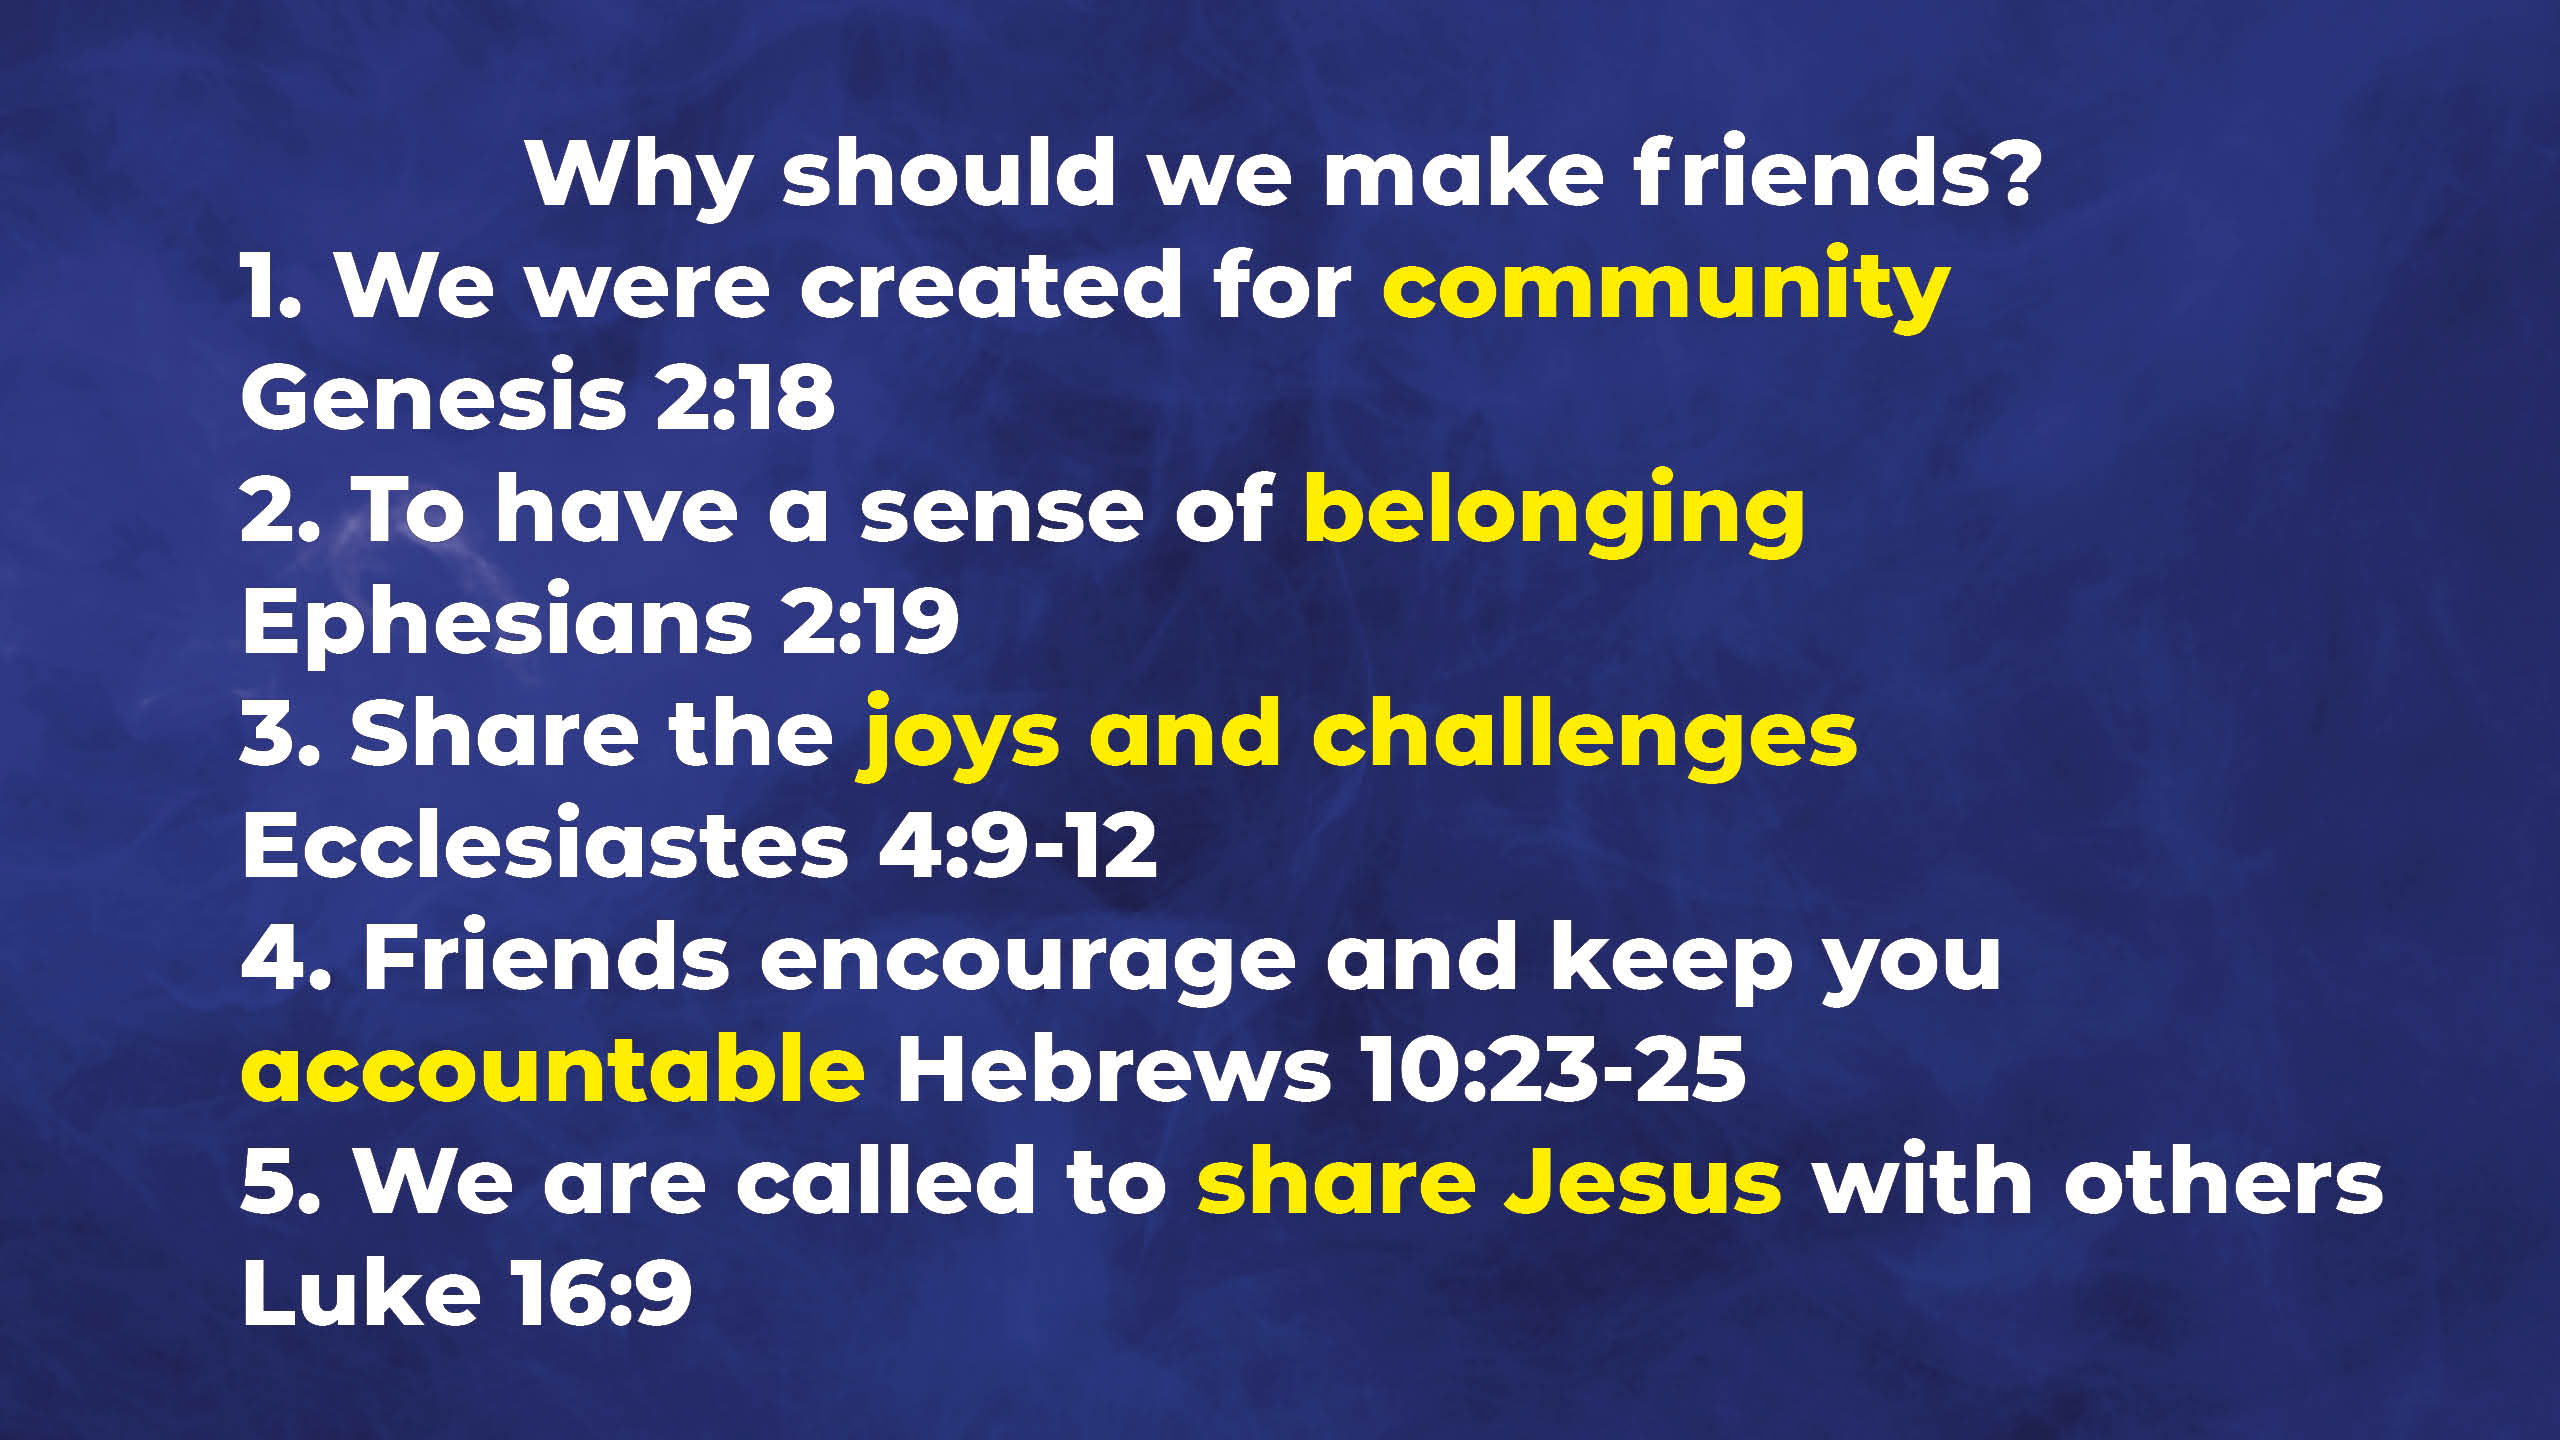 Why should we make friends?
1. We were created for community
Genesis 2:18
2. To have a sense of belonging
Ephesians 2:19
3. Share the joys and challenges
Ecclesiastes 4:9-12
4. Friends encourage and keep you
accountable Hebrews 10:23-25
5. We are called to share Jesus with others
Luke 16:9